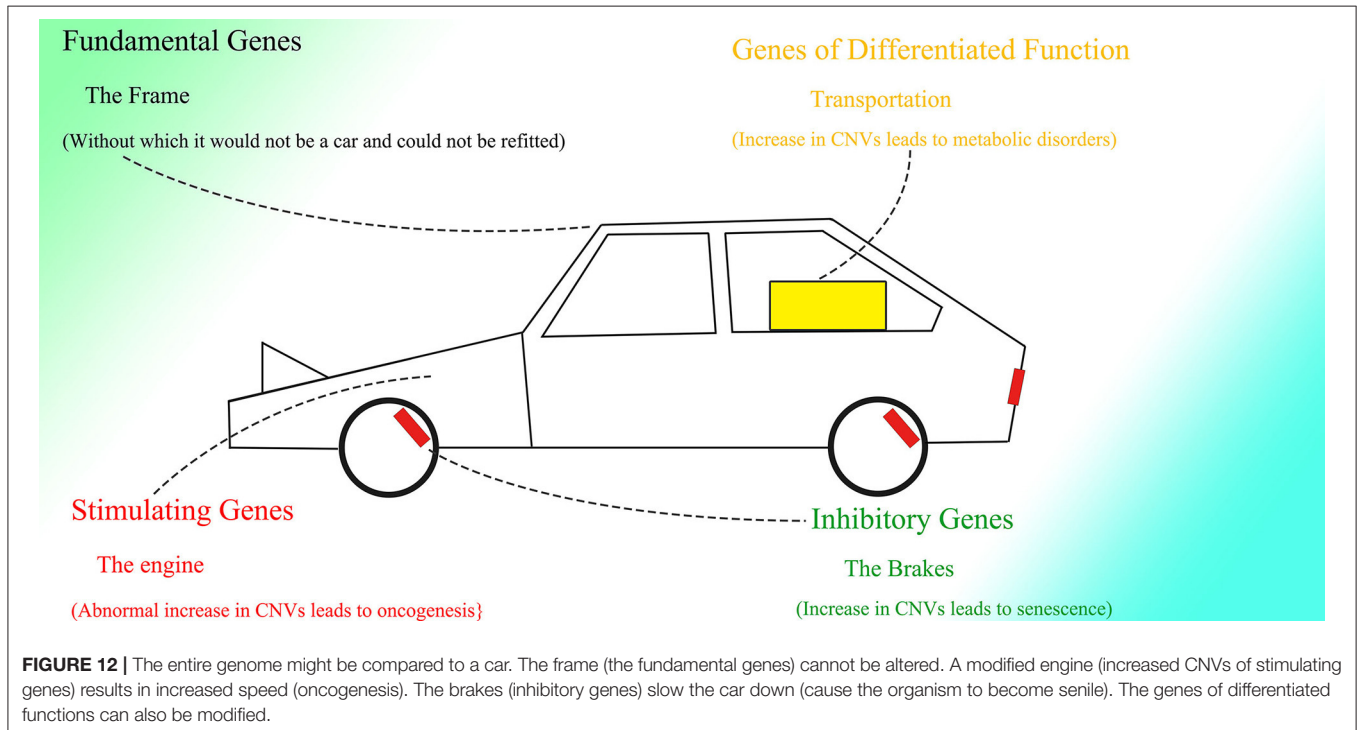 Fundamental Genes
The Frame
(Without which it would not be a car and could not be refitted)
Genes of Differentiated Function
Transportation
(Increase in CNVs leads to metabolic disorders)
Stimulating Genes
The engine
(Abnormal increase in CNVs leads to oncogenesis}
Inhibitory Genes
The Brakes
(Increase in CNVs leads to senescence)
FIGURE 12 | The entire genome might be compared to a car. The frame (the fundamental genes) cannot be altered. A modified engine (increased CNVs of stimulating
genes) results in increased speed (oncogenesis). The brakes (inhibitory genes) slow the car down (cause the organism to become senile). The genes of differentiated
functions can also be modified.